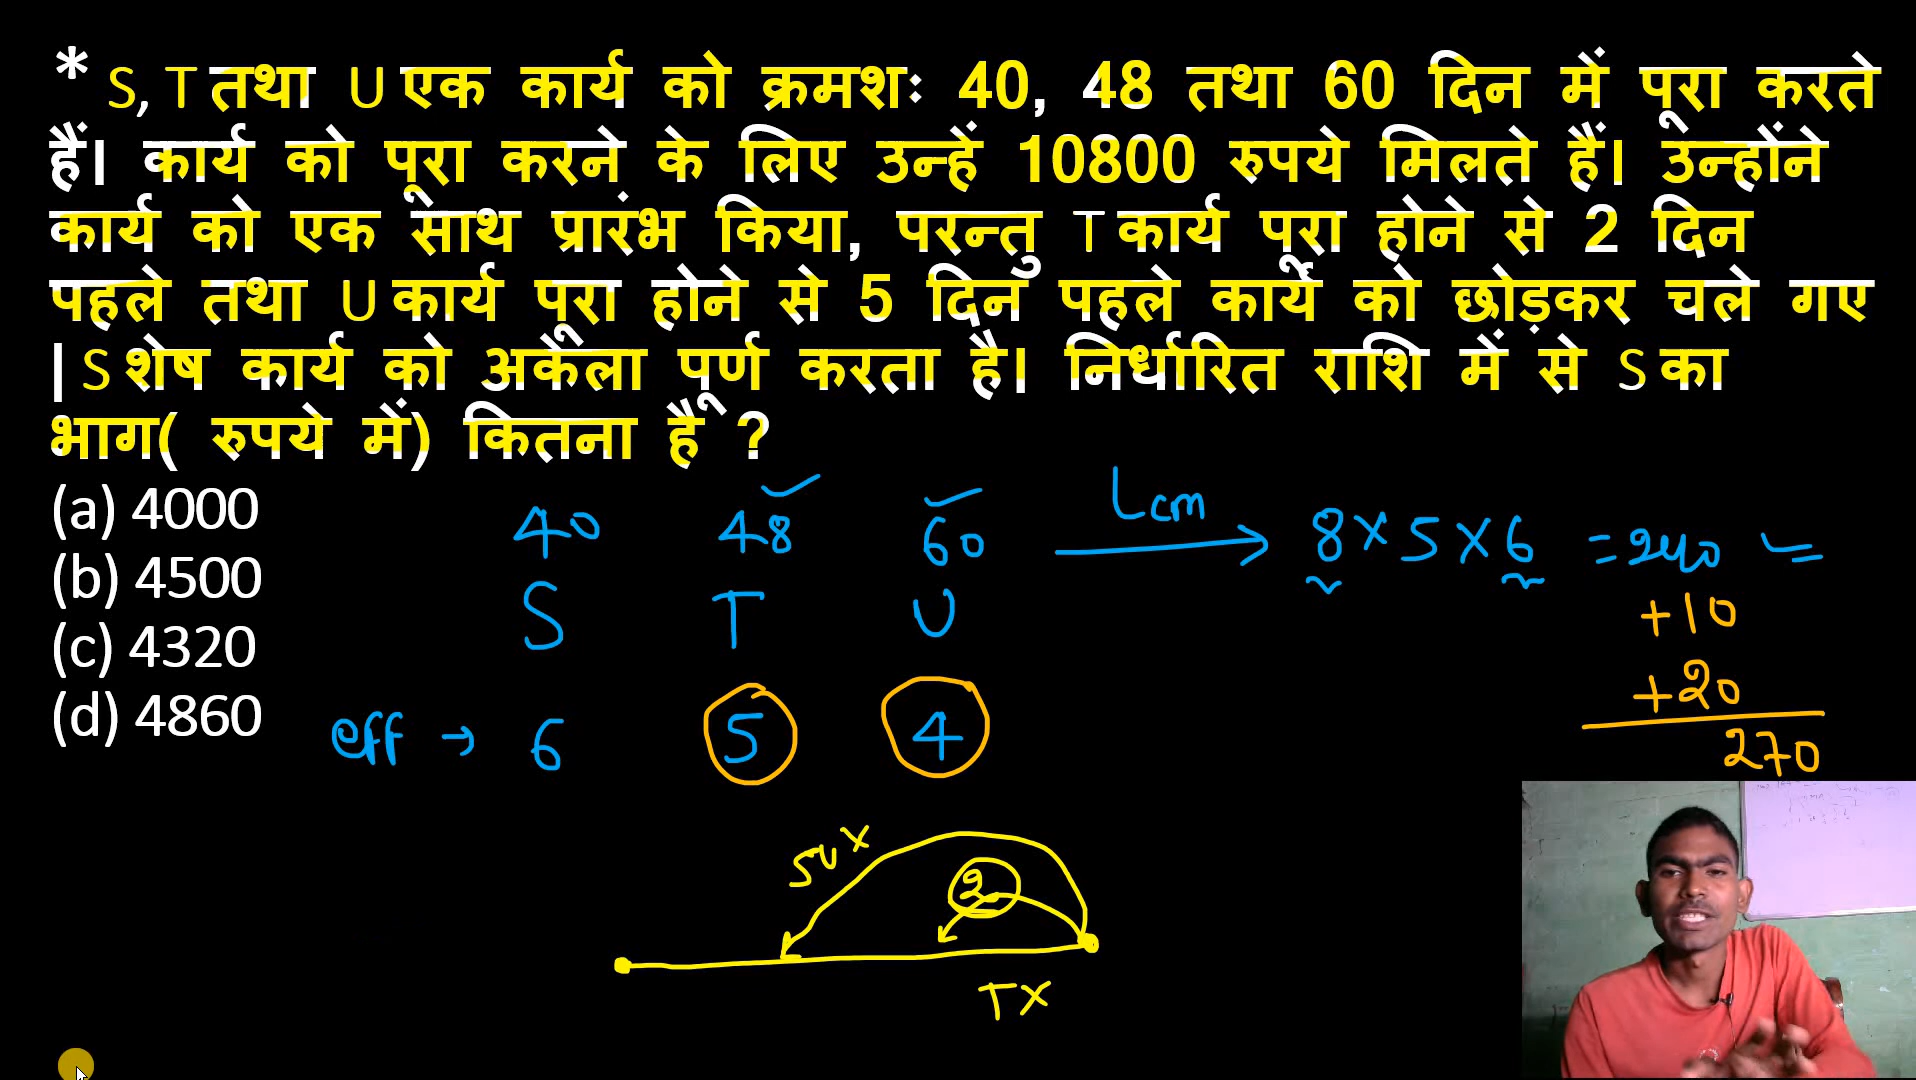 * S, T तथा U एक कार्य को क्रमशः 40, 48 तथा 60 दिन में पूरा करते
हैं। कार्य को पूरा करने के लिए उन्हें 10800 रुपये मिलते हैं। उन्होंने
कार्य को एक साथ प्रारंभ किया, परन्तु T कार्य पूरा होने से 2 दिन
पहले तथा U कार्य पूरा होने से 5 दिन पहले कार्य को छोड़कर चले गए
| S शेष कार्य को अकेला पूर्ण करता है। निर्धारित राशि में से S का
भाग( रुपये में) कितना है ?
(a) 4000
(b) 4500
(c) 4320
(d) 4860
40 48 60 Lcm 8×5×6 = 240
S T U +10
+20
eff → 6 5 4 270
5U× 2
T×